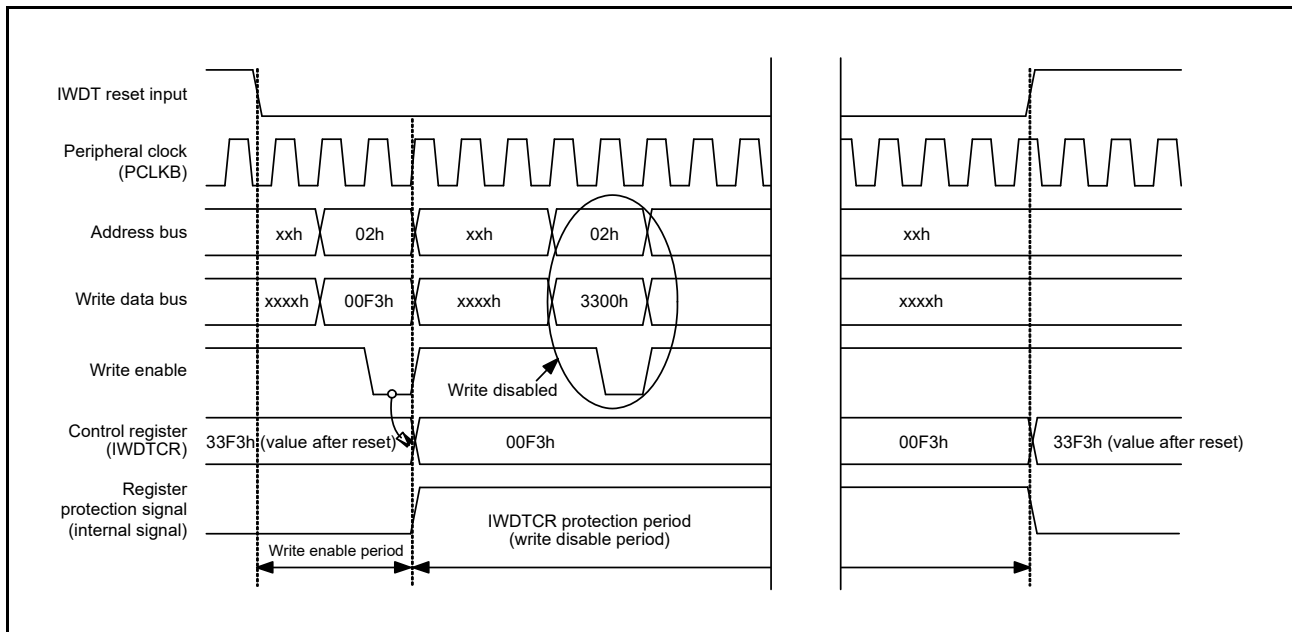 IWDT reset input
Peripheral clock
(PCLKB)
Address bus
xxh
02h
xxh
02h
xxh
Write data bus
xxxxh
00F3h
xxxxh
3300h
xxxxh
Write enable
Write disabled
Control register
(IWDTCR)
33F3h (value after reset)
00F3h
00F3h
33F3h (value after reset)
Register
protection signal
(internal signal)
Write enable period
IWDTCR protection period
(write disable period)